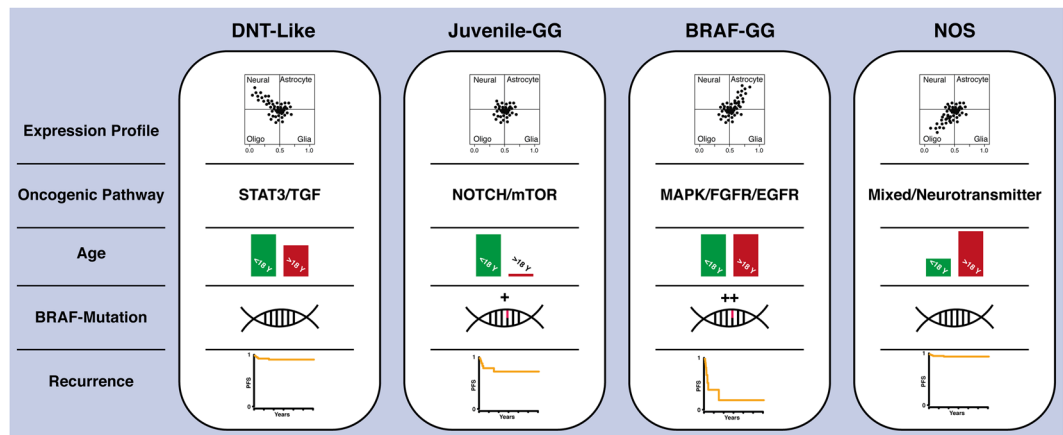 DNT-Like Juvenile-GG BRAF-GG NOS
Expression Profile
Neural Astrocyte
Oligo Glia
0.0 0.5 1.0
Neural Astrocyte
Oligo Glia
0.0 0.5 1.0
Neural Astrocyte
Oligo Glia
0.0 0.5 1.0
Neural Astrocyte
Oligo Glia
0.0 0.5 1.0
Oncogenic Pathway STAT3/TGF NOTCH/mTOR MAPK/FGFR/EGFR Mixed/Neurotransmitter
Age
<18 Y >18 Y
<18 Y >18 Y
<18 Y >18 Y
<18 Y >18 Y
BRAF-Mutation
+
++
Recurrence
1
PFS
0
Years
1
PFS
0
Years
1
PFS
0
Years
1
PFS
0
Years